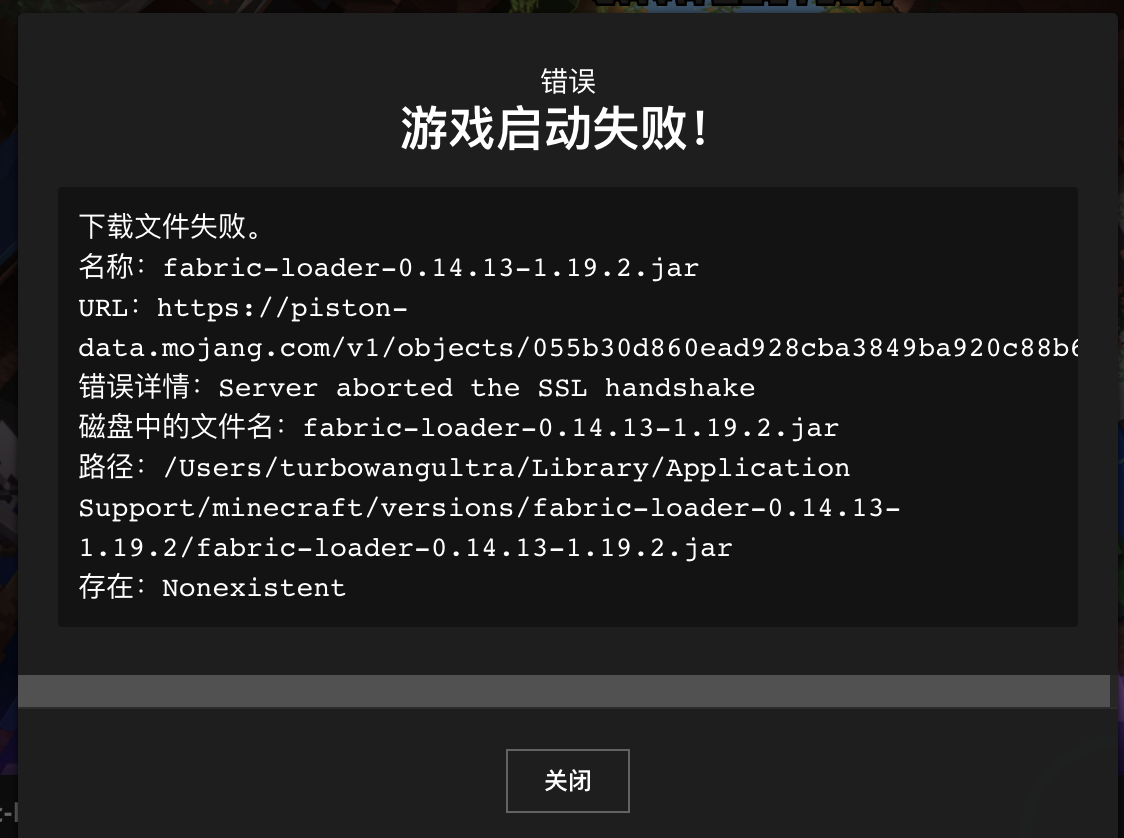 错误
游戏启动失败！
下载文件失败。
名称：fabric-loader-0.14.13-1.19.2.jar
URL：https://piston-
data.mojang.com/v1/objects/055b30d860ead928cba3849ba920c88b6
错误详情：Server aborted the SSL handshake
磁盘中的文件名：fabric-loader-0.14.13-1.19.2.jar
路径：/Users/turbowangultra/Library/Application
Support/minecraft/versions/fabric-loader-0.14.13-
1.19.2/fabric-loader-0.14.13-1.19.2.jar
存在：Nonexistent
关闭